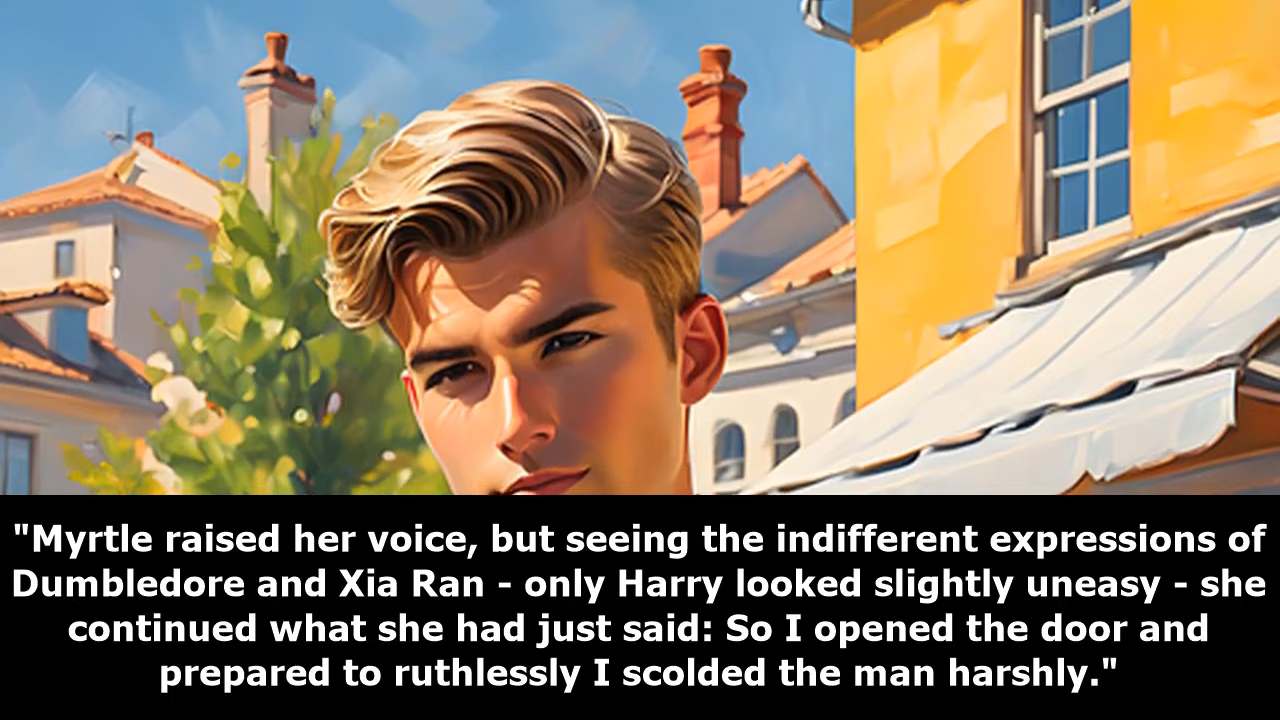 "Myrtle raised her voice, but seeing the indifferent expressions of
Dumbledore and Xia Ran - only Harry looked slightly uneasy - she
continued what she had just said: So I opened the door and
prepared to ruthlessly I scolded the man harshly."